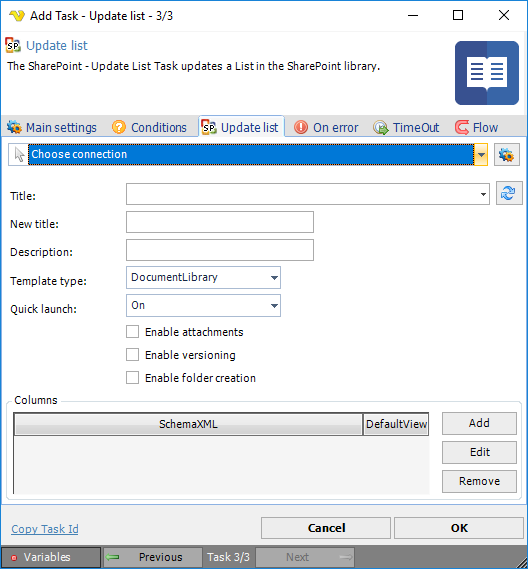 Add Task - Update list - 3/3
SP Update list
The SharePoint - Update List Task updates a List in the SharePoint library.
Main settings Conditions SP Update list On error TimeOut Flow
Choose connection
Title:
New title:
Description:
Template type: DocumentLibrary
Quick launch: On
Enable attachments
Enable versioning
Enable folder creation
Columns
SchemaXML DefaultView Add
Edit
Remove
Copy Task Id Cancel OK
Variables Previous Task 3/3 Next